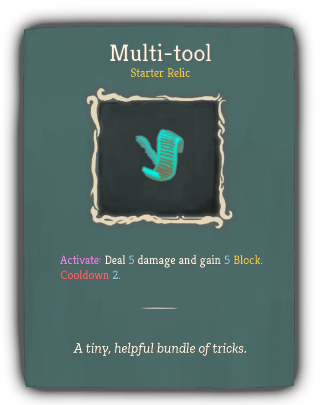 Multi-tool
Starter Relic
Activate: Deal 5 damage and gain 5 Block.
Cooldown 2.
A tiny, helpful bundle of tricks.